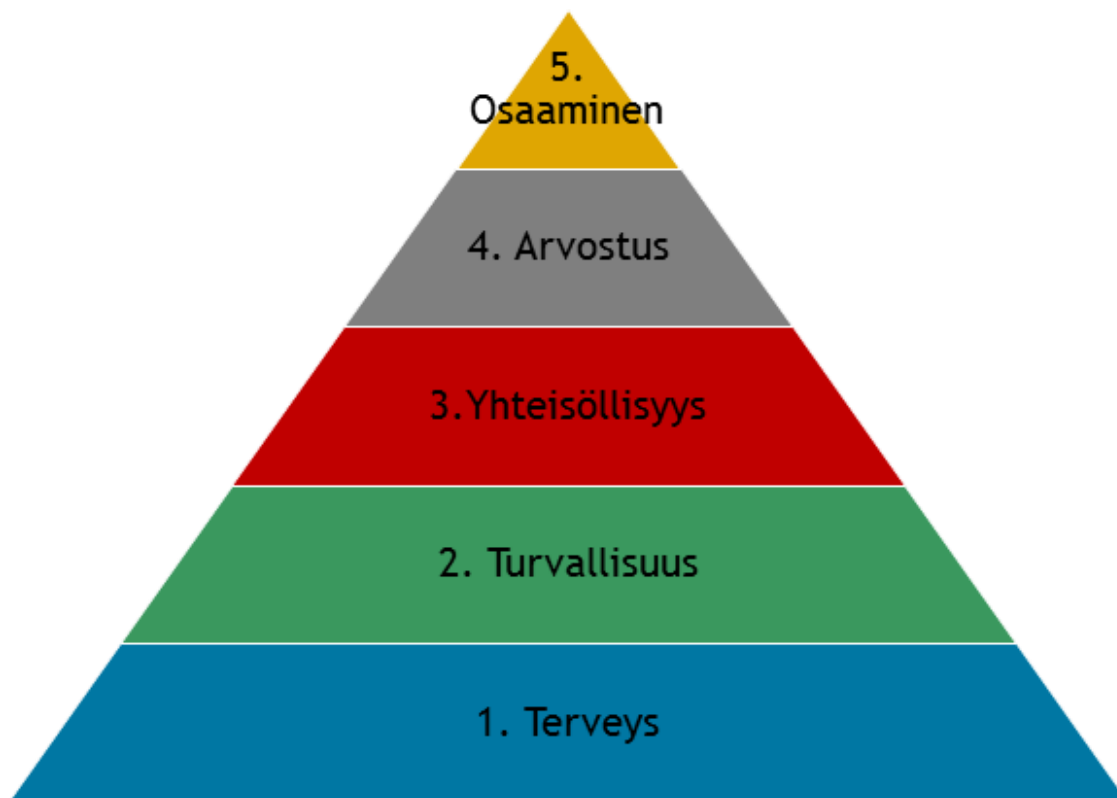 5.
Osaaminen
4. Arvostus
3.Yhteisöllisyys
2. Turvallisuus
1. Terveys